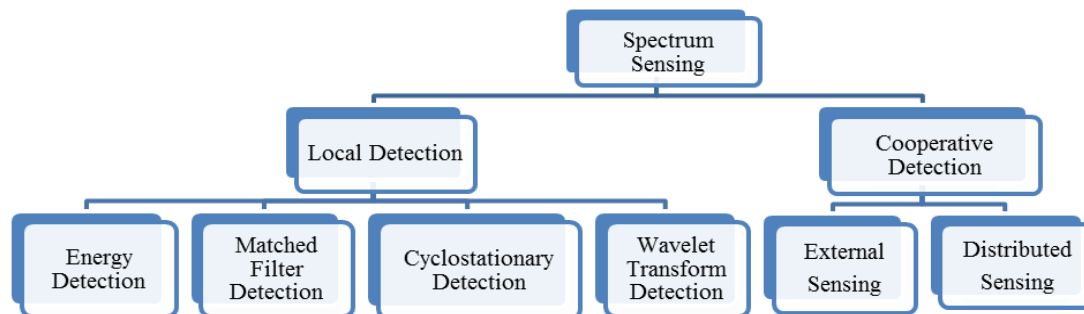 Spectrum
Sensing
Local Detection
Cooperative
Detection
Energy
Detection
Matched
Filter
Detection
Cyclostationary
Detection
Wavelet
Transform
Detection
External
Sensing
Distributed
Sensing